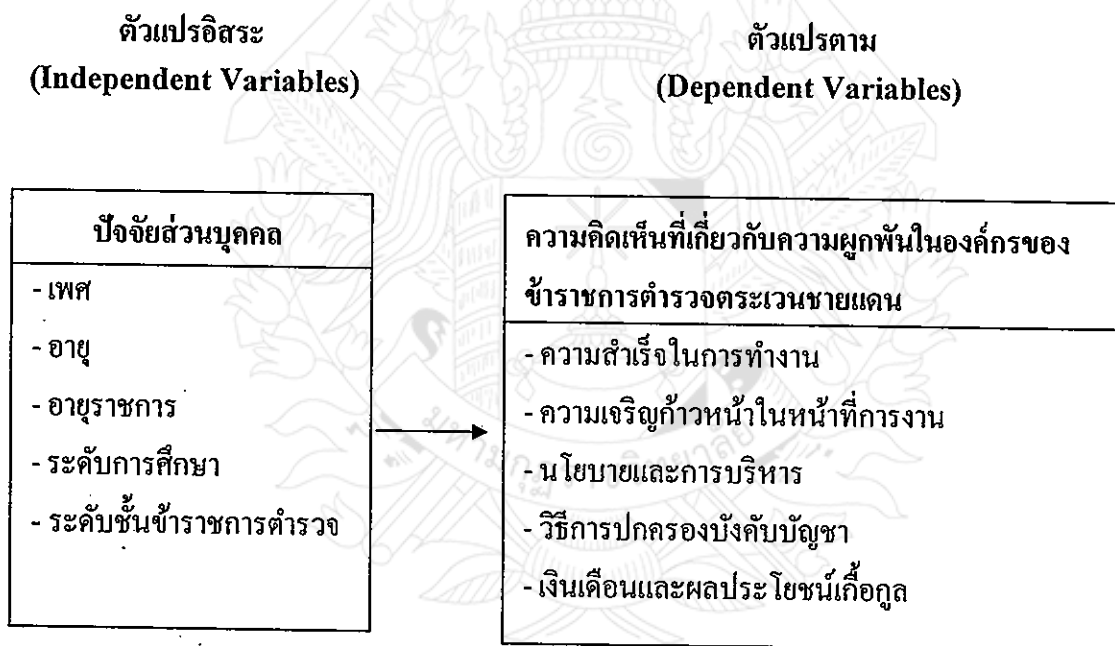 ตัวแปรอิสระ
(Independent Variables)
ตัวแปรตาม
(Dependent Variables)
ปัจจัยส่วนบุคคล
- เพศ
- อายุ
- อายุราชการ
- ระดับการศึกษา
- ระดับชั้นข้าราชการตำรวจ
ความคิดเห็นที่เกี่ยวกับความผูกพันในองค์กรของ
ข้าราชการตำรวจตระเวนชายแดน
- ความสำเร็จในการทำงาน
- ความเจริญก้าวหน้าในหน้าที่การงาน
- นโยบายและการบริหาร
- วิธีการปกครองบังคับบัญชา
- เงินเดือนและผลประโยชน์เกื้อกูล